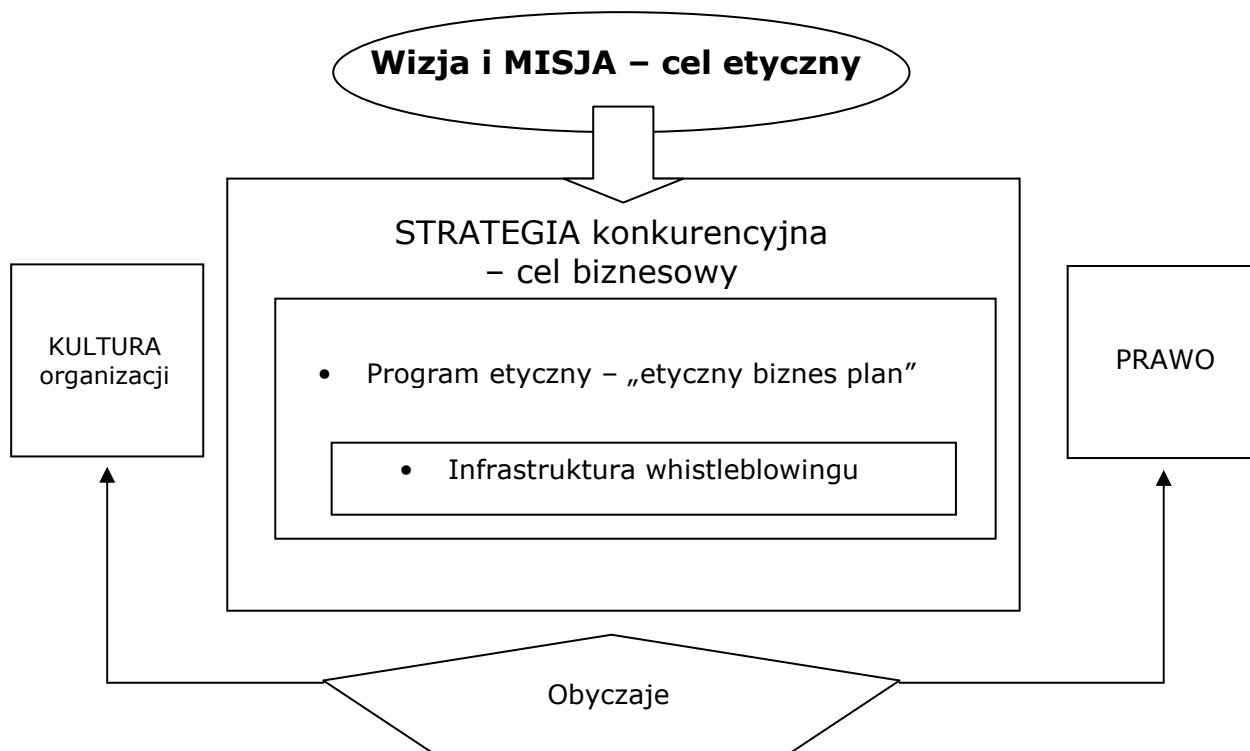 Wizja i MISJA – cel etyczny
STRATEGIA konkurencyjna
– cel biznesowy
KULTURA
organizacji
• Program etyczny – „etyczny biznes plan”
• Infrastruktura whistleblowingu
PRAWO
Obyczaje